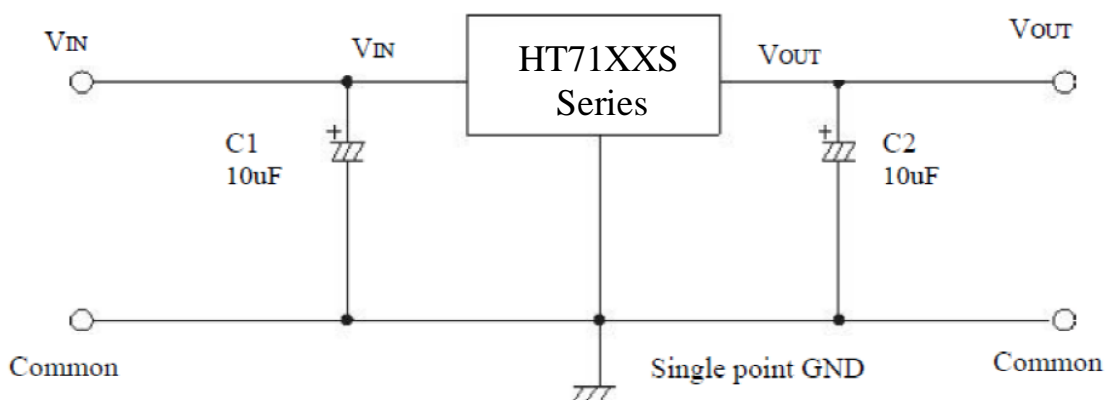 VIN
VIN
HT71XXS
Series
VOUT
VOUT
+
C1
10uF
+
C2
10uF
Common
Single point GND
Common